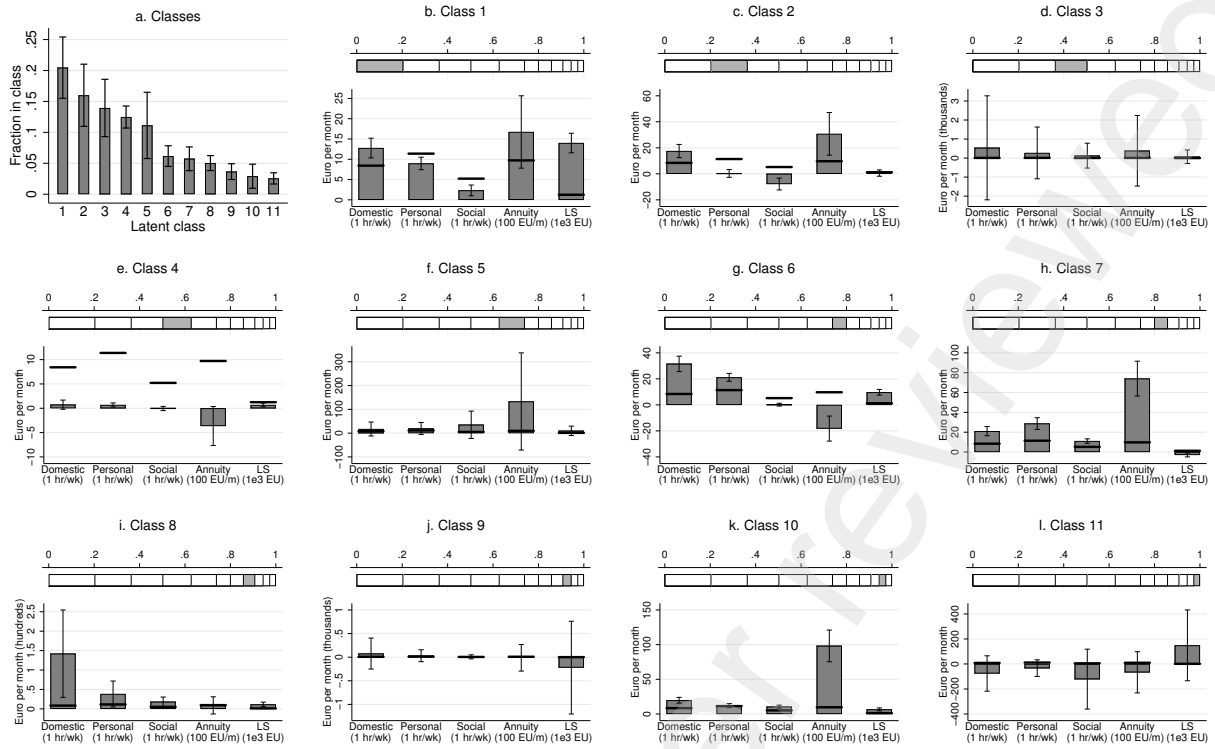 a. Classes
Fraction in class
.25
.2
.15
.1
.05
0
1 2 3 4 5 6 7 8 9 10 11
Latent class
b. Class 1
0 .2 .4 .6 .8 1
Euro per month
25
20
15
10
5
0
Domestic Personal Social Annuity LS
(1 hr/wk) (1 hr/wk) (1 hr/wk) (100 EU/m) (1e3 EU)
c. Class 2
0 .2 .4 .6 .8 1
Euro per month
60
40
20
0
−20
Domestic Personal Social Annuity LS
(1 hr/wk) (1 hr/wk) (1 hr/wk) (100 EU/m) (1e3 EU)
d. Class 3
0 .2 .4 .6 .8 1
Euro per month (thousands)
3
2
1
0
−1
−2
Domestic Personal Social Annuity LS
(1 hr/wk) (1 hr/wk) (1 hr/wk) (100 EU/m) (1e3 EU)
e. Class 4
0 .2 .4 .6 .8 1
Euro per month
10
5
0
−5
−10
Domestic Personal Social Annuity LS
(1 hr/wk) (1 hr/wk) (1 hr/wk) (100 EU/m) (1e3 EU)
f. Class 5
0 .2 .4 .6 .8 1
Euro per month
300
200
100
0
−100
Domestic Personal Social Annuity LS
(1 hr/wk) (1 hr/wk) (1 hr/wk) (100 EU/m) (1e3 EU)
g. Class 6
0 .2 .4 .6 .8 1
Euro per month
40
20
0
−20
−40
Domestic Personal Social Annuity LS
(1 hr/wk) (1 hr/wk) (1 hr/wk) (100 EU/m) (1e3 EU)
h. Class 7
0 .2 .4 .6 .8 1
Euro per month
100
80
60
40
20
0
Domestic Personal Social Annuity LS
(1 hr/wk) (1 hr/wk) (1 hr/wk) (100 EU/m) (1e3 EU)
i. Class 8
0 .2 .4 .6 .8 1
Euro per month (hundreds)
2.5
2
1.5
1
.5
0
Domestic Personal Social Annuity LS
(1 hr/wk) (1 hr/wk) (1 hr/wk) (100 EU/m) (1e3 EU)
j. Class 9
0 .2 .4 .6 .8 1
Euro per month (thousands)
1
.5
0
−.5
−1
Domestic Personal Social Annuity LS
(1 hr/wk) (1 hr/wk) (1 hr/wk) (100 EU/m) (1e3 EU)
k. Class 10
0 .2 .4 .6 .8 1
Euro per month
150
100
50
0
Domestic Personal Social Annuity LS
(1 hr/wk) (1 hr/wk) (1 hr/wk) (100 EU/m) (1e3 EU)
l. Class 11
0 .2 .4 .6 .8 1
Euro per month
400
200
0
−200
−400
Domestic Personal Social Annuity LS
(1 hr/wk) (1 hr/wk) (1 hr/wk) (100 EU/m) (1e3 EU)
er reviewed